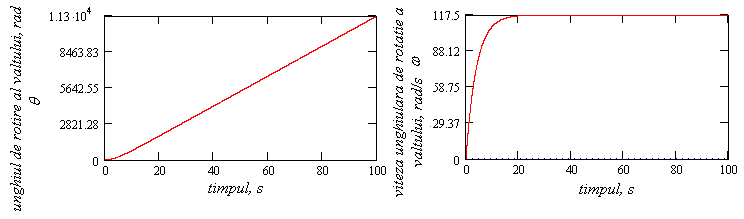 unghiul de rotire al valtului, rad
θ
1.13·10⁴
8463.83
5642.55
2821.28
0
0 20 40 60 80 100
timpul, s
viteza unghiulara de rotatie a
valtului, rad/s ω
117.5
88.12
58.75
29.37
0
0 20 40 60 80 100
timpul, s